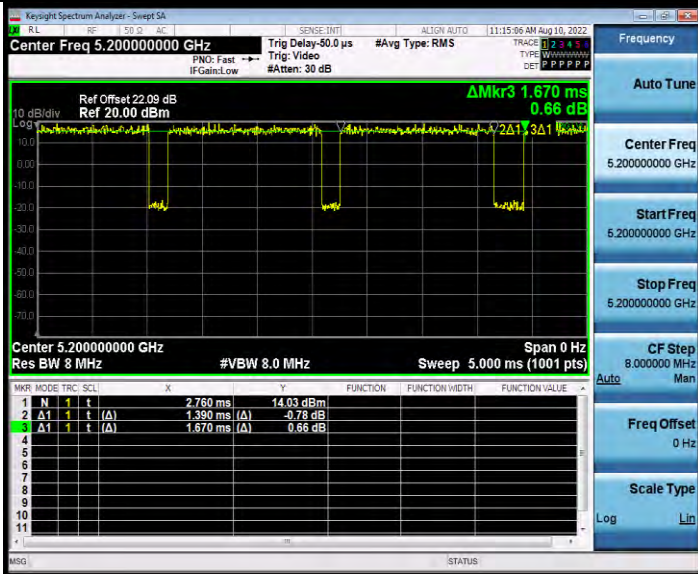 Keysight Spectrum Analyzer - Swept SA
RL RF 50 Ω AC SENSE:INT ALIGN AUTO 11:15:06 AM Aug 10, 2022
Center Freq 5.200000000 GHz
PNO: Fast
IFGain:Low
Trig Delay-50.0 µs
Trig: Video
#Atten: 30 dB
#Avg Type: RMS
TRACE 1 2 3 4 5 6
TYPE
DET P P P P P P
ΔMkr3 1.670 ms
0.66 dB
Ref Offset 22.09 dB
10 dB/div Ref 20.00 dBm
Log
2Δ1 3Δ1
10.0
0.00
-10.0
-20.0
-30.0
-40.0
-50.0
-60.0
-70.0
Center 5.200000000 GHz Span 0 Hz
Res BW 8 MHz #VBW 8.0 MHz Sweep 5.000 ms (1001 pts)
MKR MODE TRC SCL X Y FUNCTION FUNCTION WIDTH FUNCTION VALUE
1 N 1 t 2.760 ms 14.03 dBm
2 Δ1 1 t (Δ) 1.390 ms (Δ) -0.78 dB
3 Δ1 1 t (Δ) 1.670 ms (Δ) 0.66 dB
4
5
6
7
8
9
10
11
MSG STATUS
Frequency
Auto Tune
Center Freq
5.200000000 GHz
Start Freq
5.200000000 GHz
Stop Freq
5.200000000 GHz
CF Step
8.000000 MHz
Auto Man
Freq Offset
0 Hz
Scale Type
Log Lin